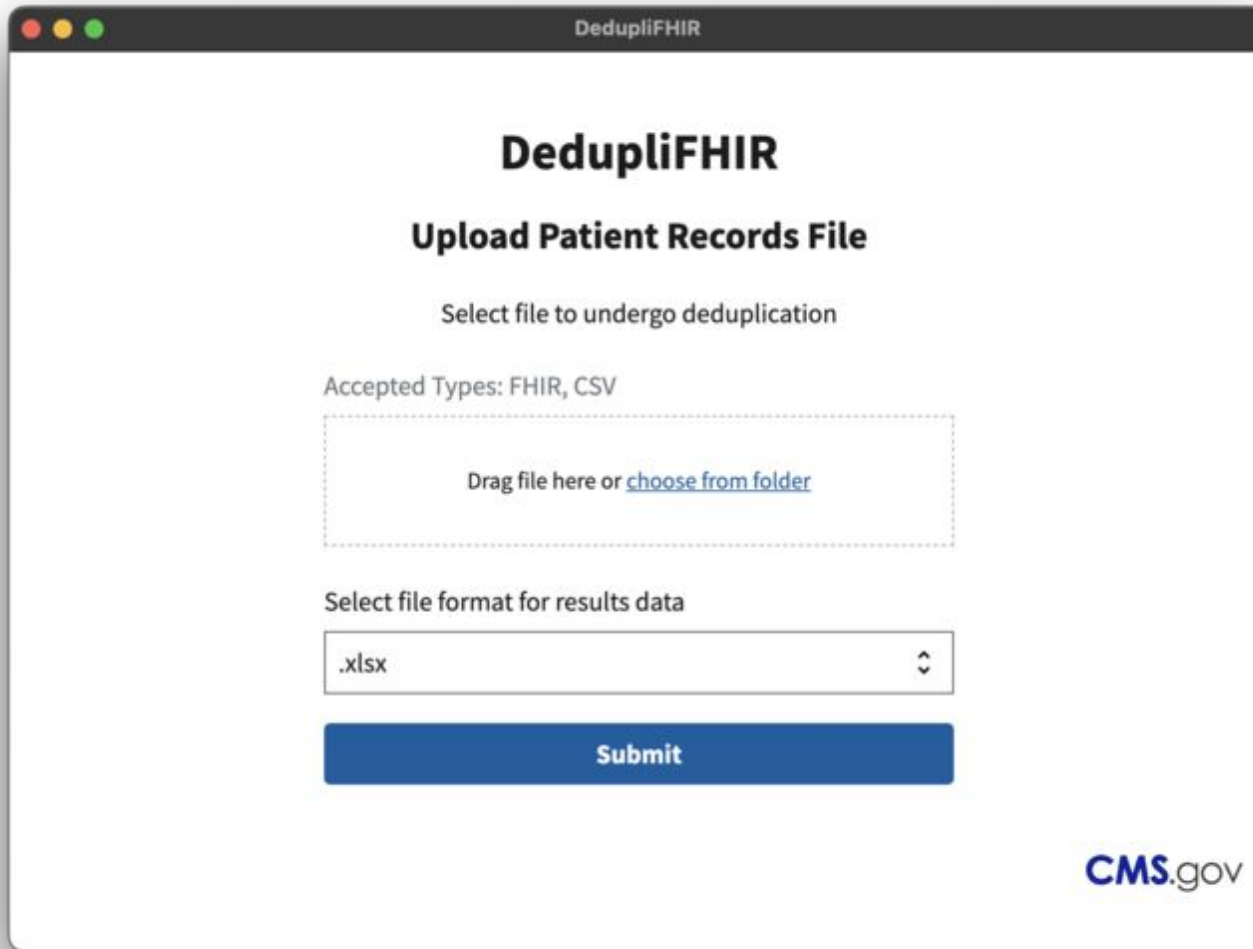 DedupliFHIR
DedupliFHIR
Upload Patient Records File
Select file to undergo deduplication
Accepted Types: FHIR, CSV
Drag file here or choose from folder
Select file format for results data
.xlsx
Submit
CMS.gov